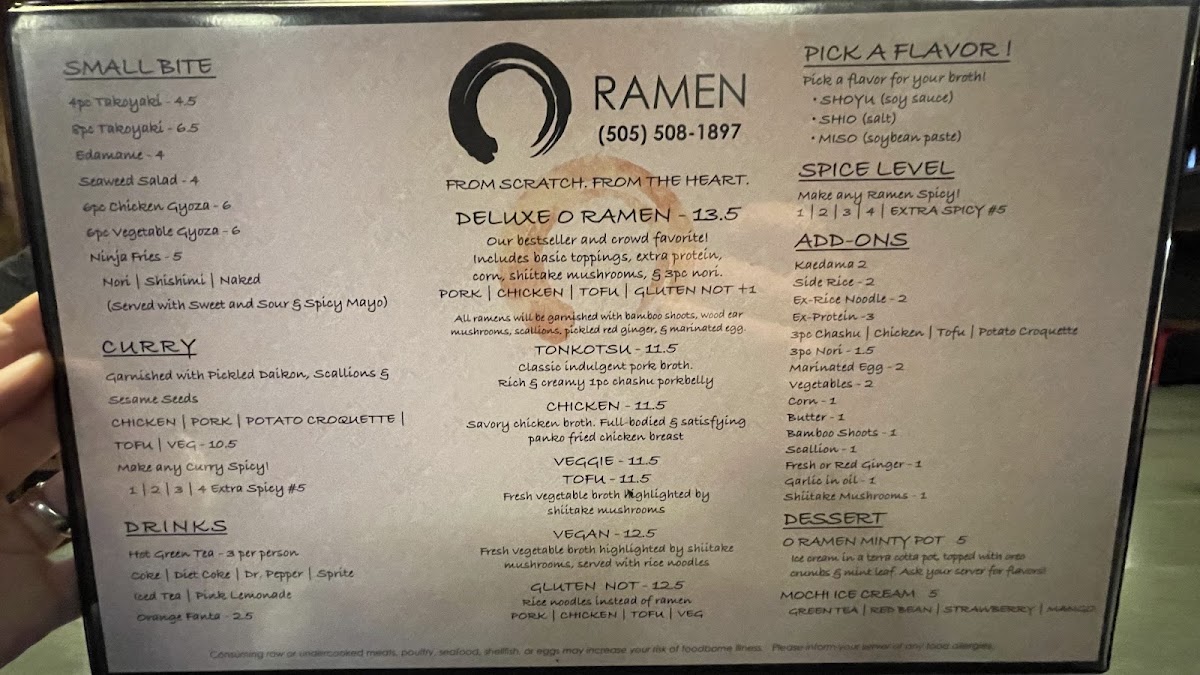 SMALL BITE
4pc Takoyaki - 4.5
8pc Takoyaki - 6.5
Edamame - 4
Seaweed Salad - 4
6pc Chicken Gyoza - 6
6pc Vegetable Gyoza - 6
Ninja Fries - 5
Nori | Shishimi | Naked
(Served with Sweet and Sour & Spicy Mayo)
CURRY
Garnished with Pickled Daikon, Scallions &
Sesame Seeds
CHICKEN | PORK | POTATO CROQUETTE |
TOFU | VEG - 10.5
Make any Curry Spicy!
1 | 2 | 3 | 4 Extra Spicy #5
DRINKS
Hot Green Tea - 3 per person
Coke | Diet Coke | Dr. Pepper | Sprite
Iced Tea | Pink Lemonade
Orange Fanta - 2.5
RAMEN
(505) 508-1897
FROM SCRATCH. FROM THE HEART.
DELUXE O RAMEN - 13.5
Our bestseller and crowd favorite!
Includes basic toppings, extra protein,
corn, shiitake mushrooms, & 3pc nori.
PORK | CHICKEN | TOFU | GLUTEN NOT +1
All ramens will be garnished with bamboo shoots, wood ear
mushrooms, scallions, pickled red ginger, & marinated egg.
TONKOTSU - 11.5
Classic indulgent pork broth.
Rich & creamy 1pc chashu porkbelly
CHICKEN - 11.5
Savory chicken broth. Full-bodied & satisfying
panko fried chicken breast
VEGGIE - 11.5
TOFU - 11.5
Fresh vegetable broth highlighted by
shiitake mushrooms
VEGAN - 12.5
Fresh vegetable broth highlighted by shiitake
mushrooms, served with rice noodles
GLUTEN NOT - 12.5
Rice noodles instead of ramen
PORK | CHICKEN | TOFU | VEG
PICK A FLAVOR!
Pick a flavor for your broth!
• SHOYU (soy sauce)
• SHIO (salt)
• MISO (soybean paste)
SPICE LEVEL
Make any Ramen Spicy!
1 | 2 | 3 | 4 | EXTRA SPICY #5
ADD-ONS
Kaedama 2
Side Rice - 2
Ex-Rice Noodle - 2
Ex-Protein -3
3pc Chashu | Chicken | Tofu | Potato Croquette
3pc Nori - 1.5
Marinated Egg - 2
Vegetables - 2
Corn - 1
Butter - 1
Bamboo Shoots - 1
Scallion - 1
Fresh or Red Ginger - 1
Garlic in oil - 1
Shiitake Mushrooms - 1
DESSERT
O RAMEN MINTY POT 5
Ice cream in a terra cotta pot, topped with oreo
crumbs & mint leaf. Ask your server for flavors!
MOCHI ICE CREAM 5
GREEN TEA | RED BEAN | STRAWBERRY | MANGO
Consuming raw or undercooked meats, poultry, seafood, shellfish, or eggs may increase your risk of foodborne illness. Please inform your server of any food allergies.